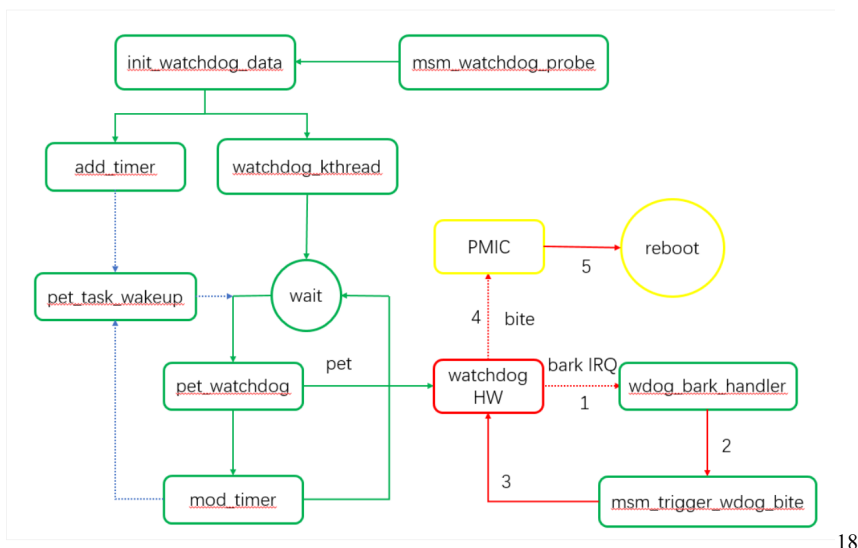 init_watchdog_data
msm_watchdog_probe
add_timer
watchdog_kthread
PMIC
reboot
5
pet_task_wakeup
wait
4
bite
pet
bark IRQ
pet_watchdog
watchdog
HW
wdog_bark_handler
1
2
3
mod_timer
msm_trigger_wdog_bite
18